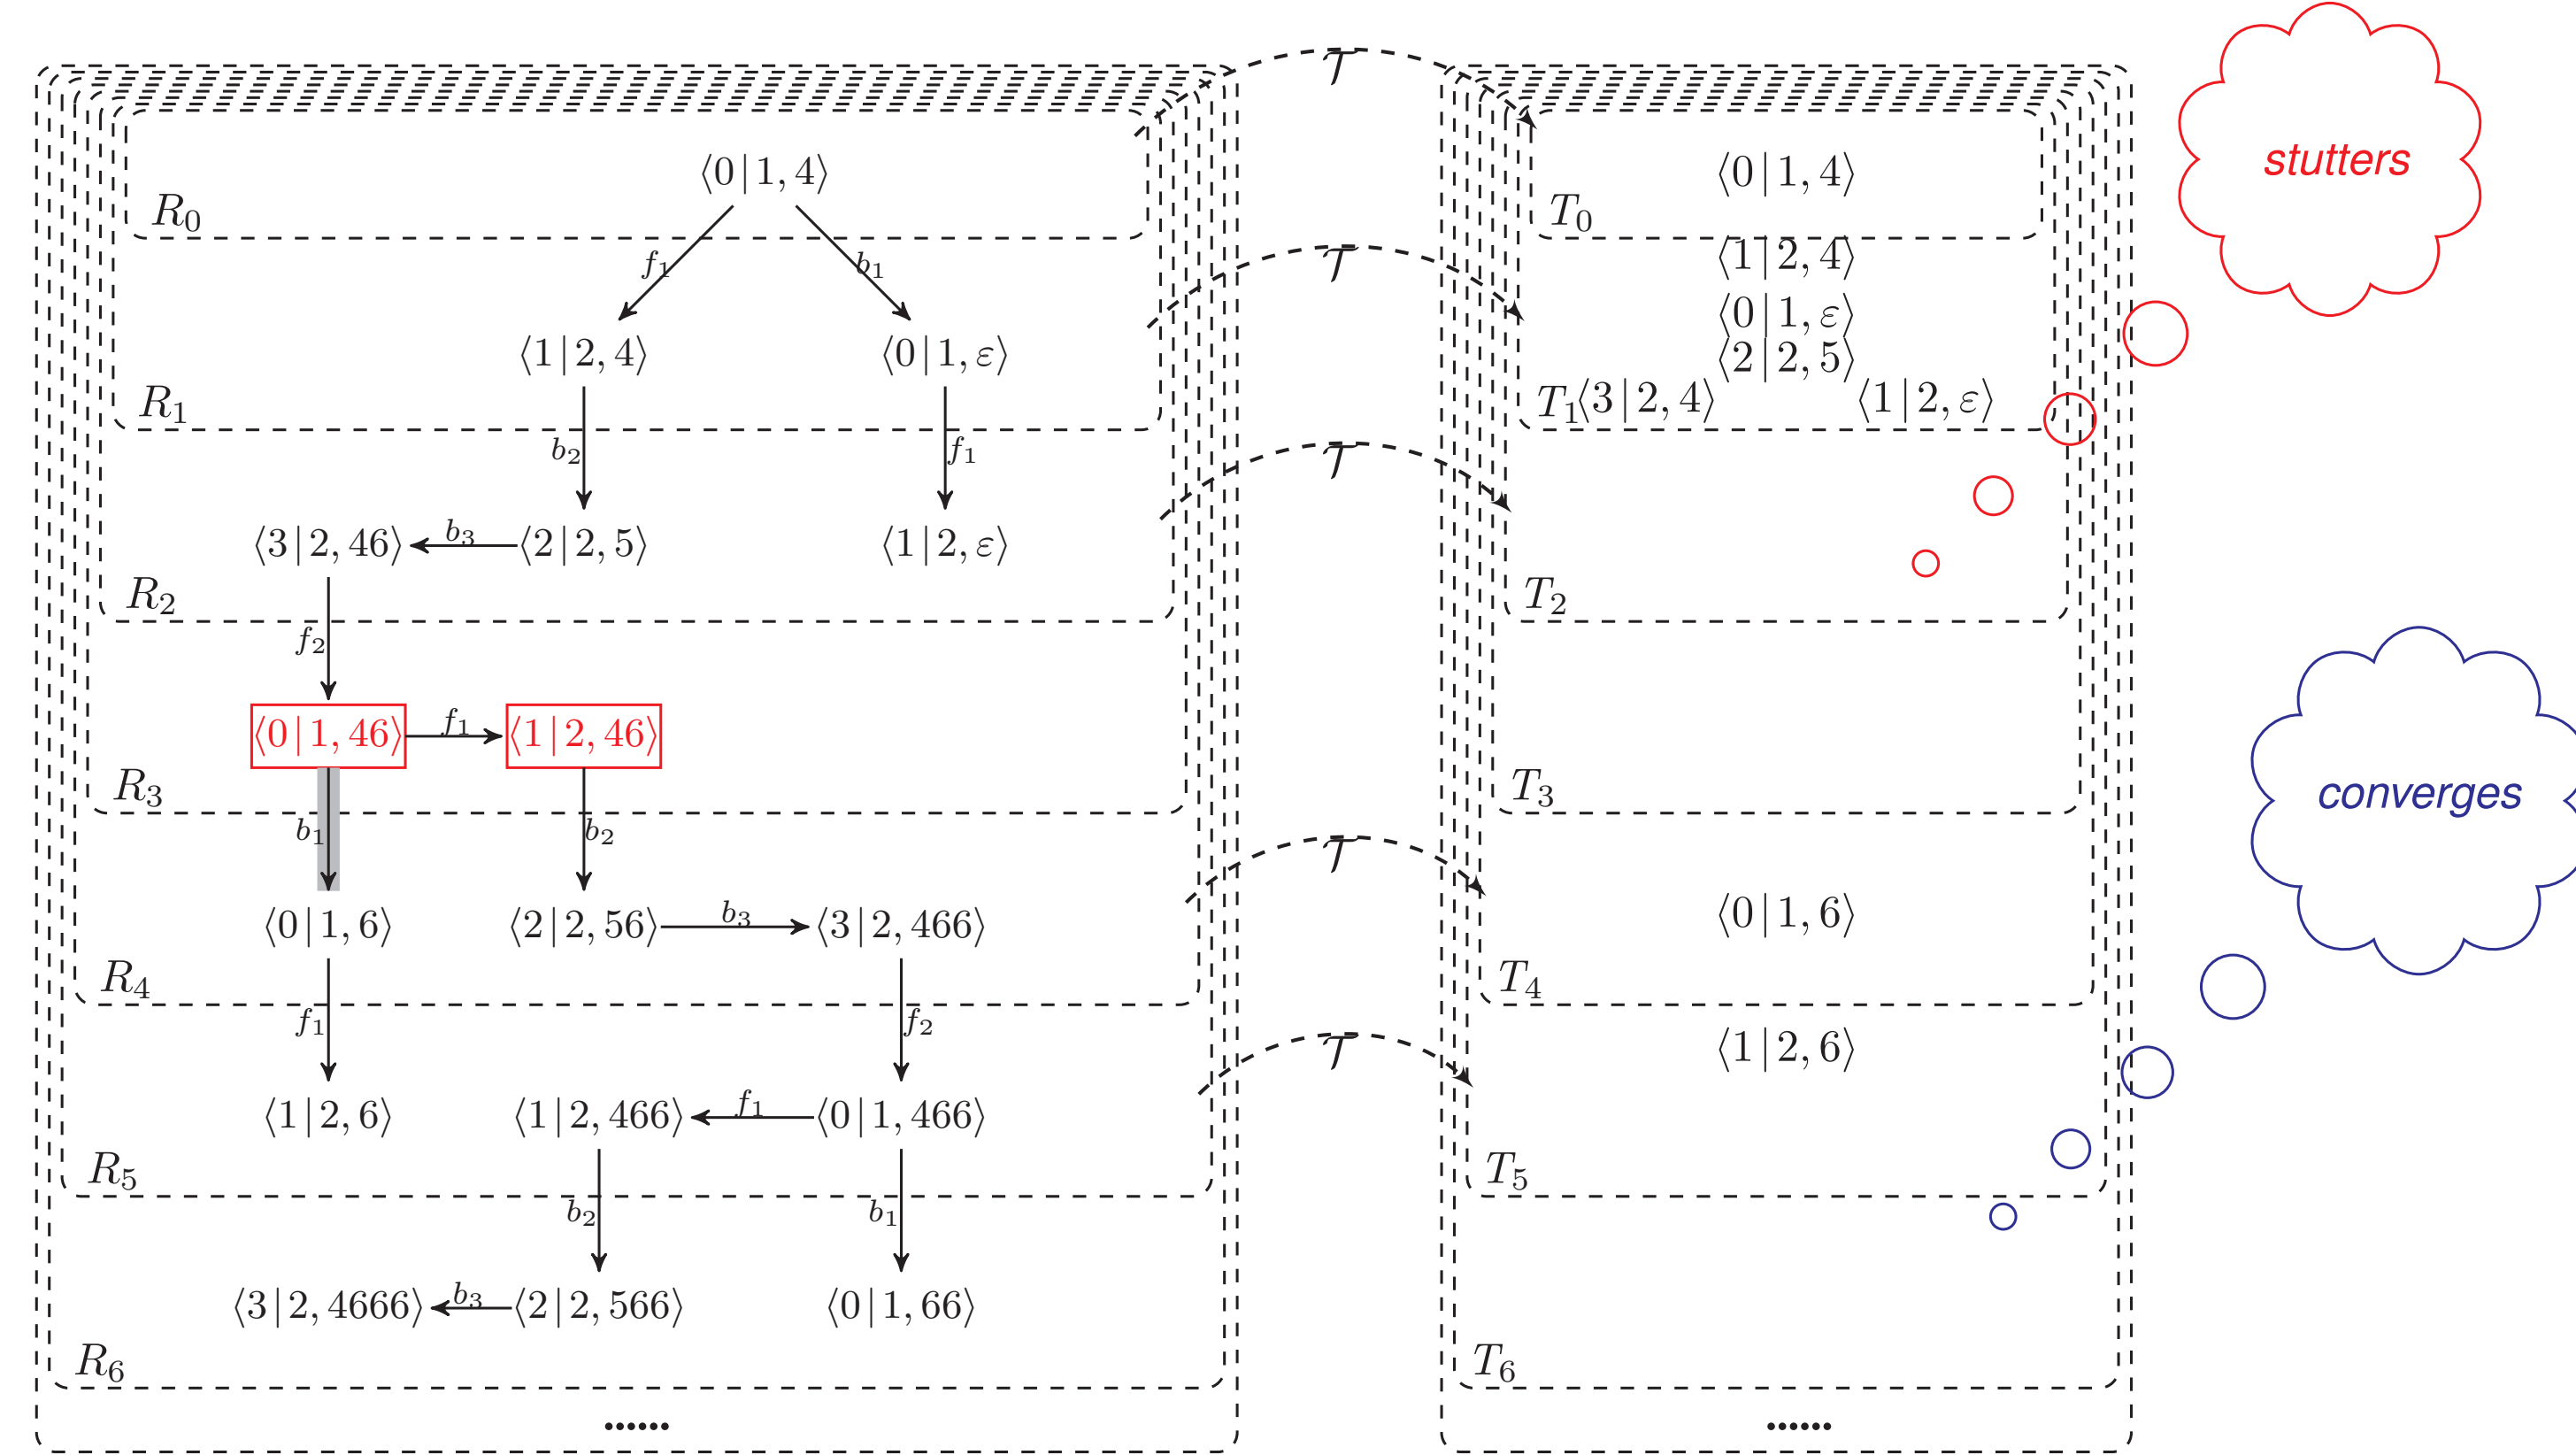 𝒯
𝒯
𝒯
𝒯
𝒯
⟨0|1, 4⟩
R₀
f₁
b₁
⟨1|2, 4⟩
⟨0|1, ε⟩
R₁
b₂
f₁
⟨3|2, 46⟩
b₃
⟨2|2, 5⟩
⟨1|2, ε⟩
R₂
f₂
⟨0|1, 46⟩
f₁
⟨1|2, 46⟩
R₃
b₁
b₂
⟨0|1, 6⟩
⟨2|2, 56⟩
b₃
⟨3|2, 466⟩
R₄
f₁
f₂
⟨1|2, 6⟩
⟨1|2, 466⟩
f₁
⟨0|1, 466⟩
R₅
b₂
b₁
⟨3|2, 4666⟩
b₃
⟨2|2, 566⟩
⟨0|1, 66⟩
R₆
······
⟨0|1, 4⟩
T₀
⟨1|2, 4⟩
⟨0|1, ε⟩
⟨2|2, 5⟩
T₁
⟨3|2, 4⟩
⟨1|2, ε⟩
T₂
T₃
⟨0|1, 6⟩
T₄
⟨1|2, 6⟩
T₅
T₆
······
stutters
converges